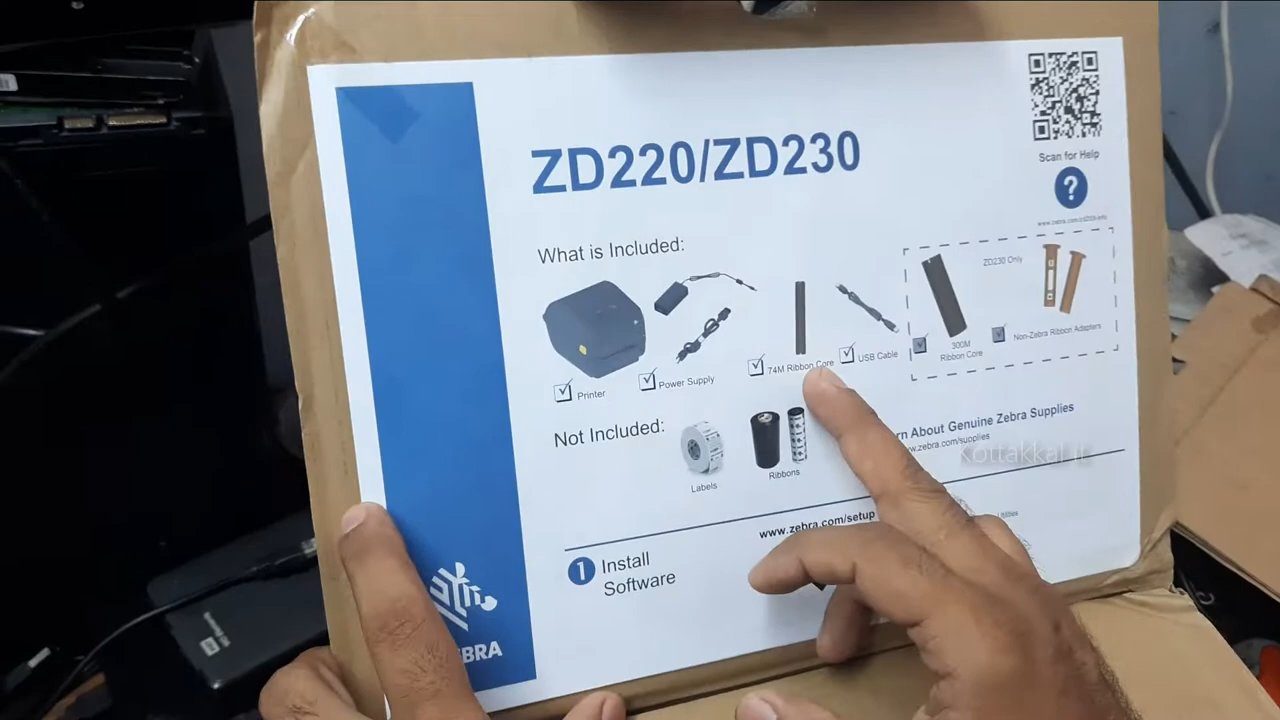 ZD220/ZD230
Scan for Help
?
What is Included:
ZD230 Only
Printer
Power Supply
74M Ribbon Core
USB Cable
300M
Ribbon Core
Non-Zebra Ribbon Adapters
Not Included:
Labels
Ribbons
rn About Genuine Zebra Supplies
www.zebra.com/supplies
Kottakkal
www.zebra.com/setup
Utilities
1 Install
Software
EBRA